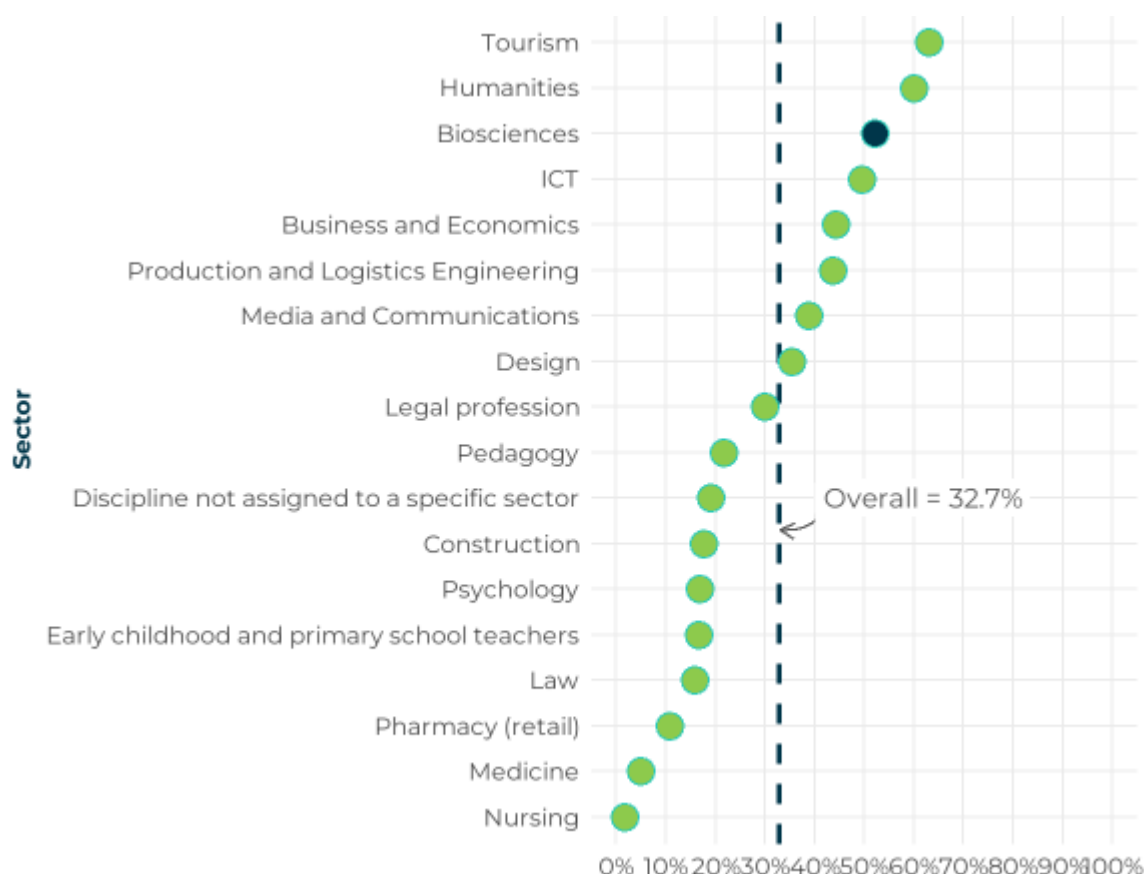 Tourism
Humanities
Biosciences
ICT
Business and Economics
Production and Logistics Engineering
Media and Communications
Design
Legal profession
Pedagogy
Discipline not assigned to a specific sector
Construction
Psychology
Early childhood and primary school teachers
Law
Pharmacy (retail)
Medicine
Nursing
Sector
Overall = 32.7%
0% 10% 20% 30% 40% 50% 60% 70% 80% 90% 100%